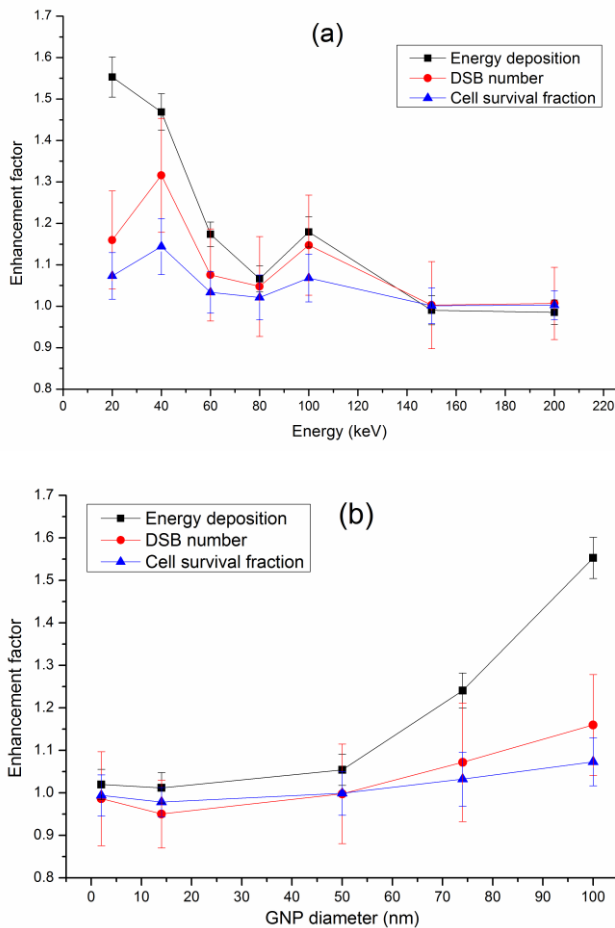 (a)
Energy deposition
DSB number
Cell survival fraction
Enhancement factor
1.7
1.6
1.5
1.4
1.3
1.2
1.1
1.0
0.9
0.8
0 20 40 60 80 100 120 140 160 180 200 220
Energy (keV)
(b)
Energy deposition
DSB number
Cell survival fraction
Enhancement factor
1.7
1.6
1.5
1.4
1.3
1.2
1.1
1.0
0.9
0.8
0 10 20 30 40 50 60 70 80 90 100
GNP diameter (nm)